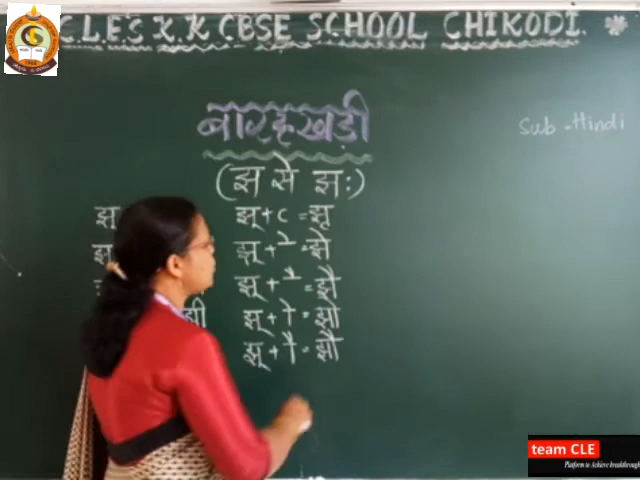 C.L.E'S K.K CBSE SCHOOL CHIKODI.
Sub - Hindi
बारहखड़ी
(स से सः)
स
स् + ृ = सृ
स
स् + े = से
स् + ै = सै
स् + ो = सो
स् + ौ = सौ
team CLE
Platform to Achieve breakthrough